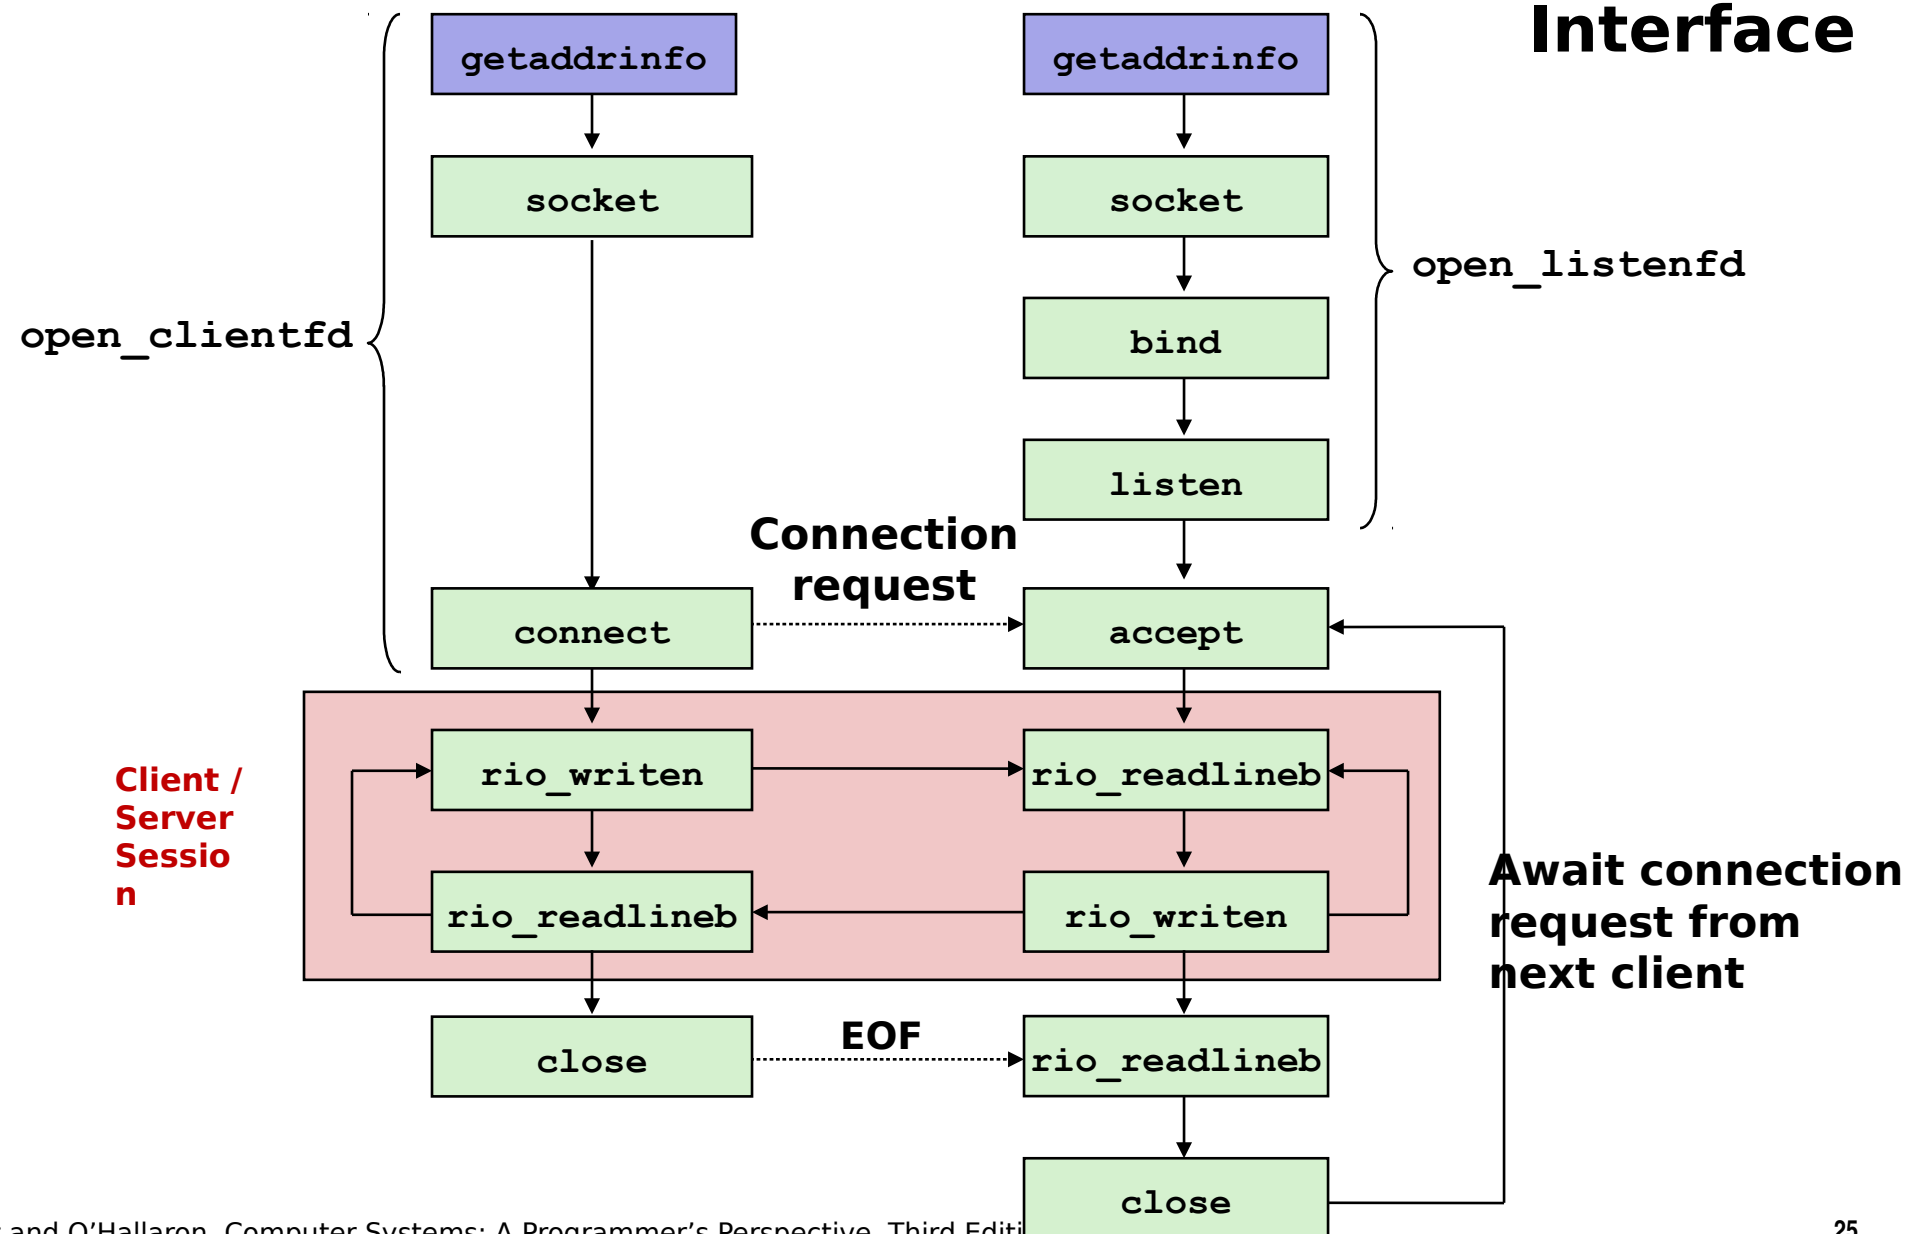 Interface
getaddrinfo
getaddrinfo
socket
socket
open_listenfd
open_clientfd
bind
listen
Connection
request
connect
accept
Client /
Server
Sessio
n
rio_writen
rio_readlineb
rio_readlineb
rio_writen
Await connection
request from
next client
EOF
close
rio_readlineb
close
and O’Hallaron, Computer Systems: A Programmer’s Perspective, Third Editi
25